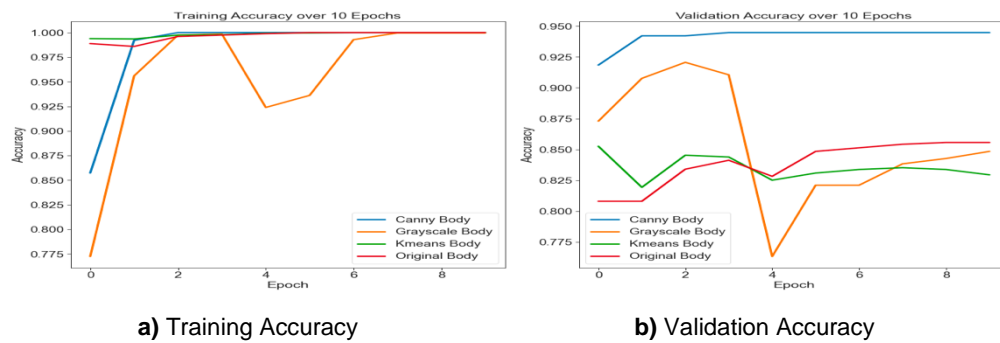 Training Accuracy over 10 Epochs
1.000
0.975
0.950
0.925
0.900
0.875
0.850
0.825
0.800
0.775
Accuracy
Canny Body
Grayscale Body
Kmeans Body
Original Body
0 2 4 6 8
Epoch
a) Training Accuracy
Validation Accuracy over 10 Epochs
0.950
0.925
0.900
0.875
0.850
0.825
0.800
0.775
Accuracy
Canny Body
Grayscale Body
Kmeans Body
Original Body
0 2 4 6 8
Epoch
b) Validation Accuracy